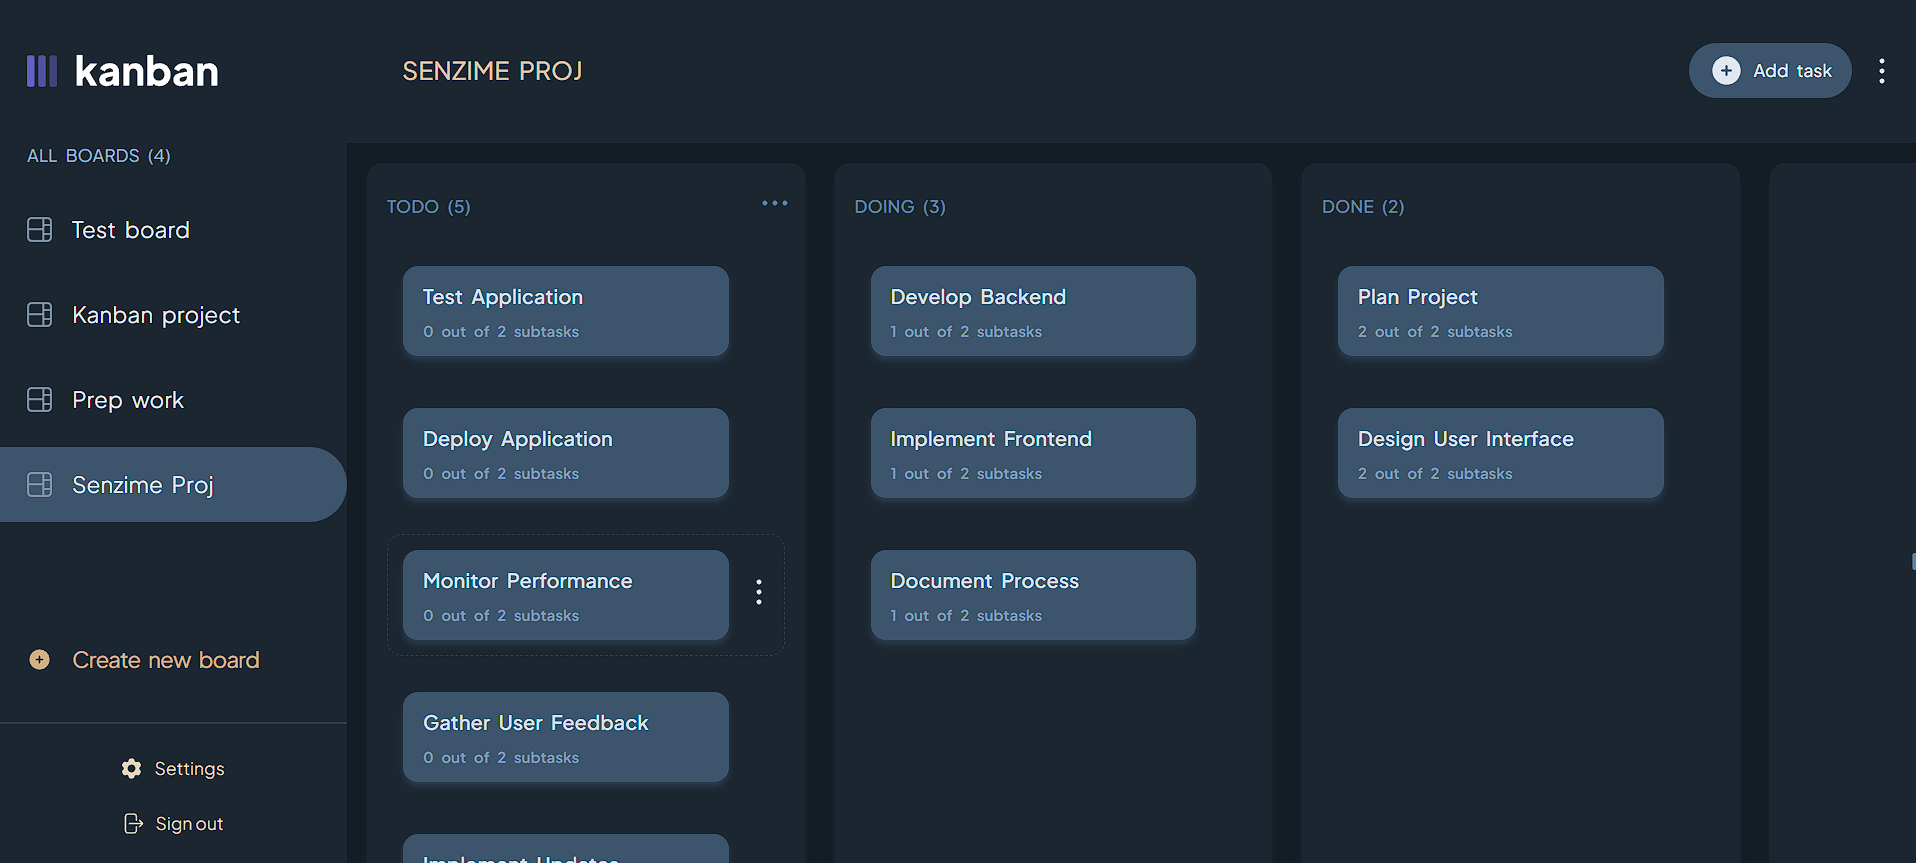 kanban
SENZIME PROJ
Add task
ALL BOARDS (4)
Test board
Kanban project
Prep work
Senzime Proj
Create new board
Settings
Sign out
TODO (5)
Test Application
0 out of 2 subtasks
Deploy Application
0 out of 2 subtasks
Monitor Performance
0 out of 2 subtasks
Gather User Feedback
0 out of 2 subtasks
Implement Updates
DOING (3)
Develop Backend
1 out of 2 subtasks
Implement Frontend
1 out of 2 subtasks
Document Process
1 out of 2 subtasks
DONE (2)
Plan Project
2 out of 2 subtasks
Design User Interface
2 out of 2 subtasks